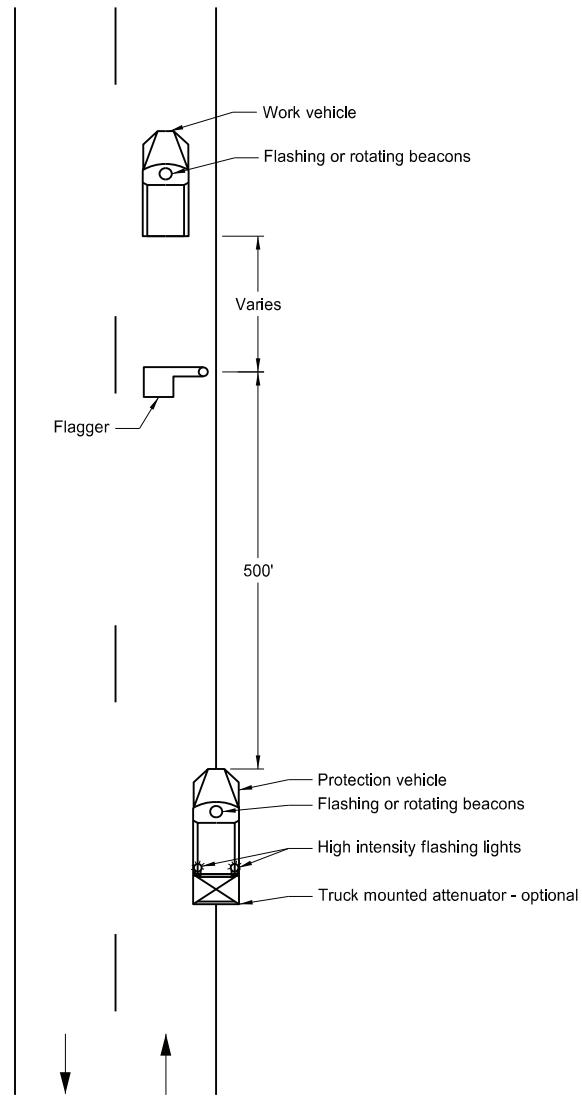 Work vehicle
Flashing or rotating beacons
Varies
Flagger
500'
Protection vehicle
Flashing or rotating beacons
High intensity flashing lights
Truck mounted attenuator - optional